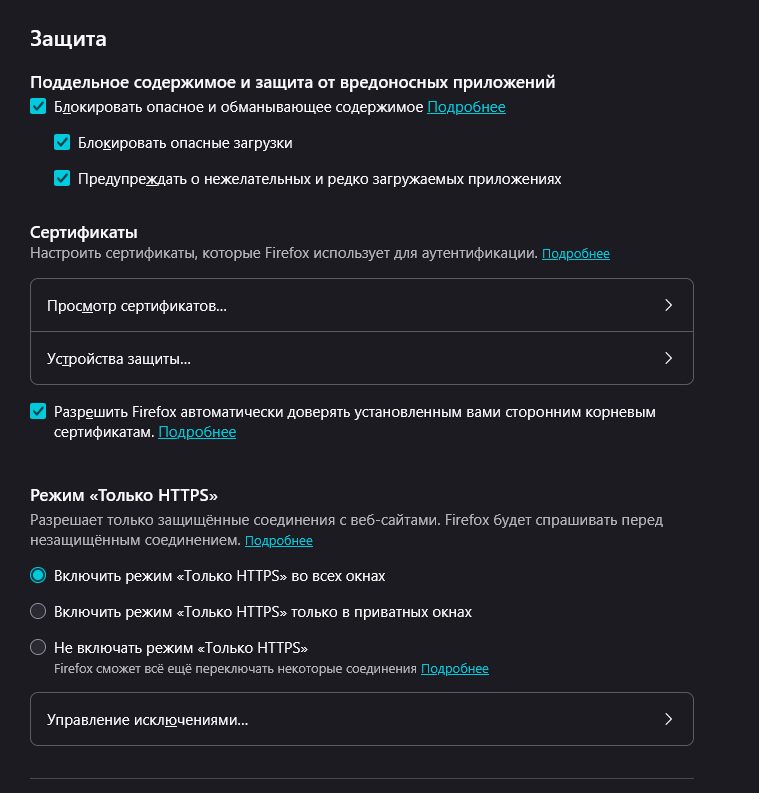 Защита
Поддельное содержимое и защита от вредоносных приложений
Блокировать опасное и обманывающее содержимое Подробнее
Блокировать опасные загрузки
Предупреждать о нежелательных и редко загружаемых приложениях
Сертификаты
Настроить сертификаты, которые Firefox использует для аутентификации. Подробнее
Просмотр сертификатов...
Устройства защиты...
Разрешить Firefox автоматически доверять установленным вами сторонним корневым
сертификатам. Подробнее
Режим «Только HTTPS»
Разрешает только защищённые соединения с веб-сайтами. Firefox будет спрашивать перед
незащищённым соединением. Подробнее
Включить режим «Только HTTPS» во всех окнах
Включить режим «Только HTTPS» только в приватных окнах
Не включать режим «Только HTTPS»
Firefox сможет всё ещё переключать некоторые соединения Подробнее
Управление исключениями...